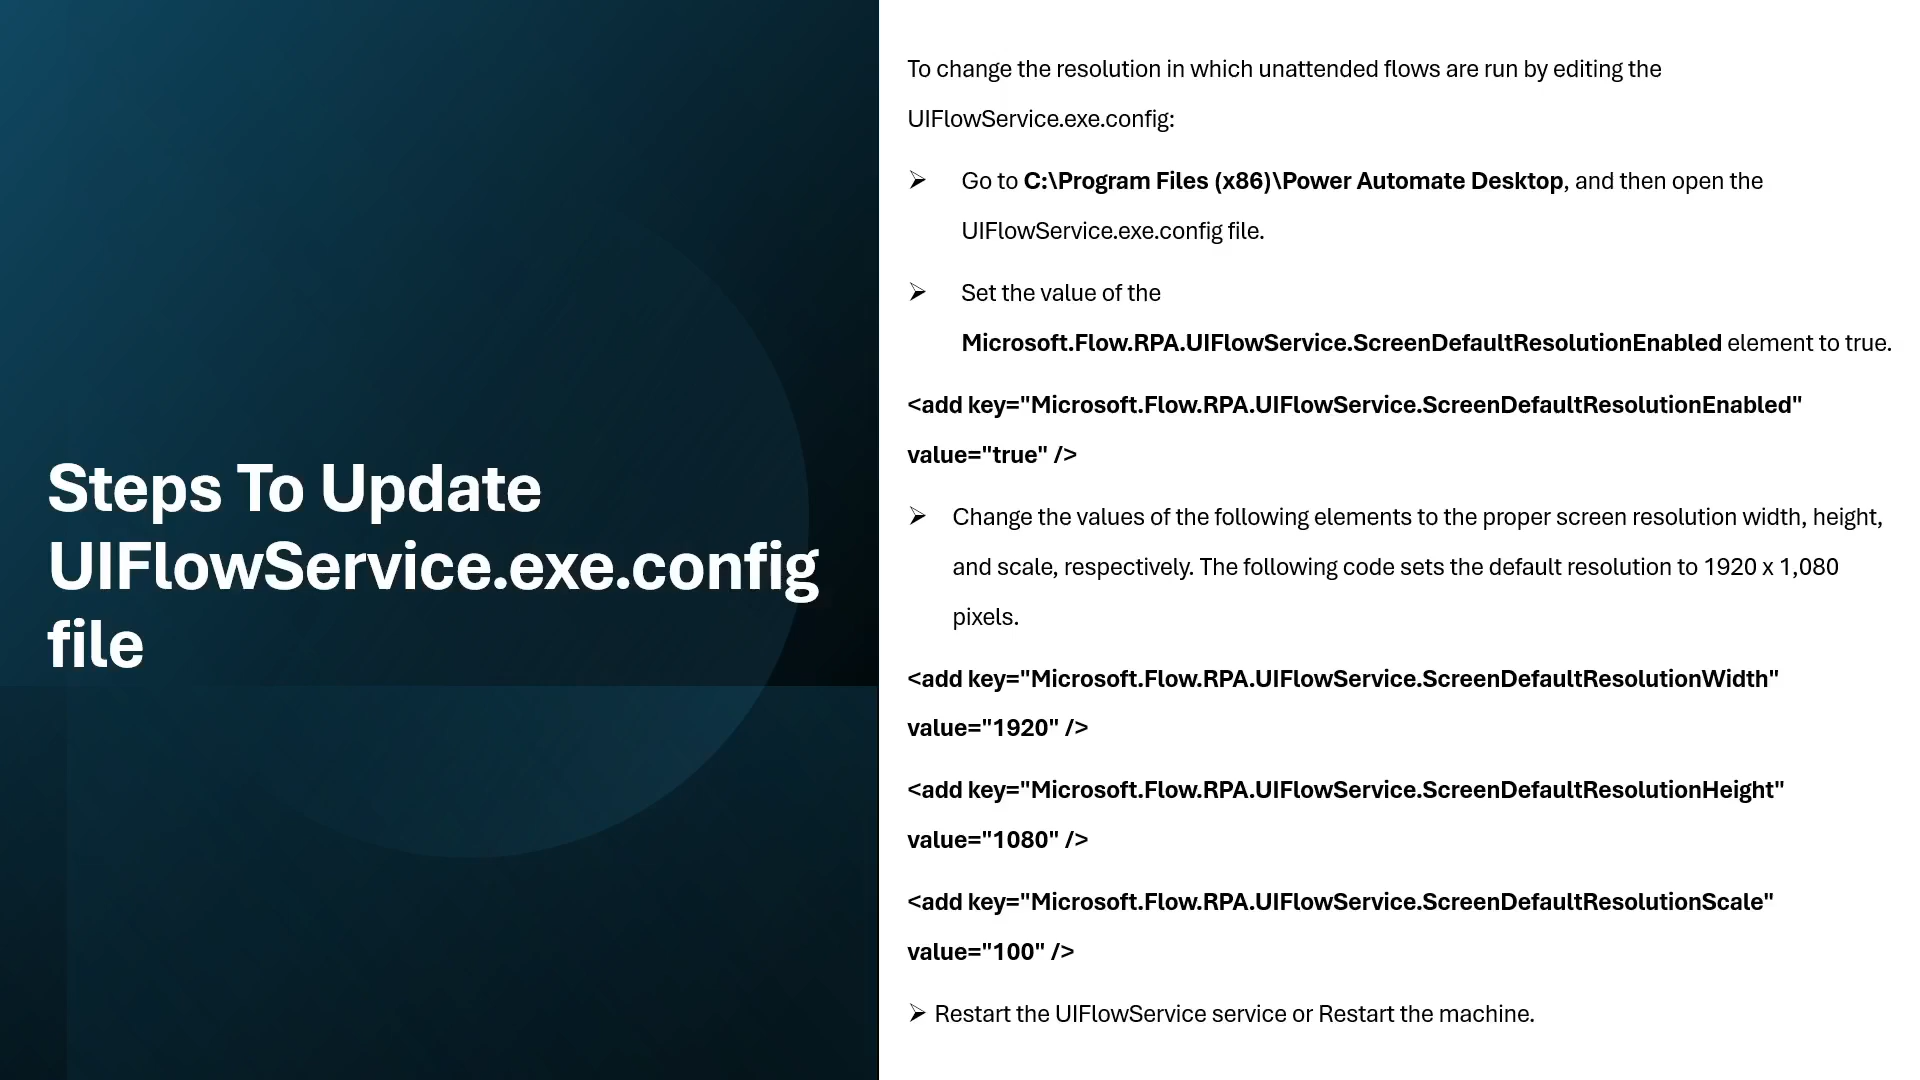 Steps To Update
UIFlowService.exe.config
file
To change the resolution in which unattended flows are run by editing the
UIFlowService.exe.config:
➢ Go to C:\Program Files (x86)\Power Automate Desktop, and then open the
UIFlowService.exe.config file.
➢ Set the value of the
Microsoft.Flow.RPA.UIFlowService.ScreenDefaultResolutionEnabled element to true.
<add key="Microsoft.Flow.RPA.UIFlowService.ScreenDefaultResolutionEnabled"
value="true" />
➢ Change the values of the following elements to the proper screen resolution width, height,
and scale, respectively. The following code sets the default resolution to 1920 x 1,080
pixels.
<add key="Microsoft.Flow.RPA.UIFlowService.ScreenDefaultResolutionWidth"
value="1920" />
<add key="Microsoft.Flow.RPA.UIFlowService.ScreenDefaultResolutionHeight"
value="1080" />
<add key="Microsoft.Flow.RPA.UIFlowService.ScreenDefaultResolutionScale"
value="100" />
➢ Restart the UIFlowService service or Restart the machine.